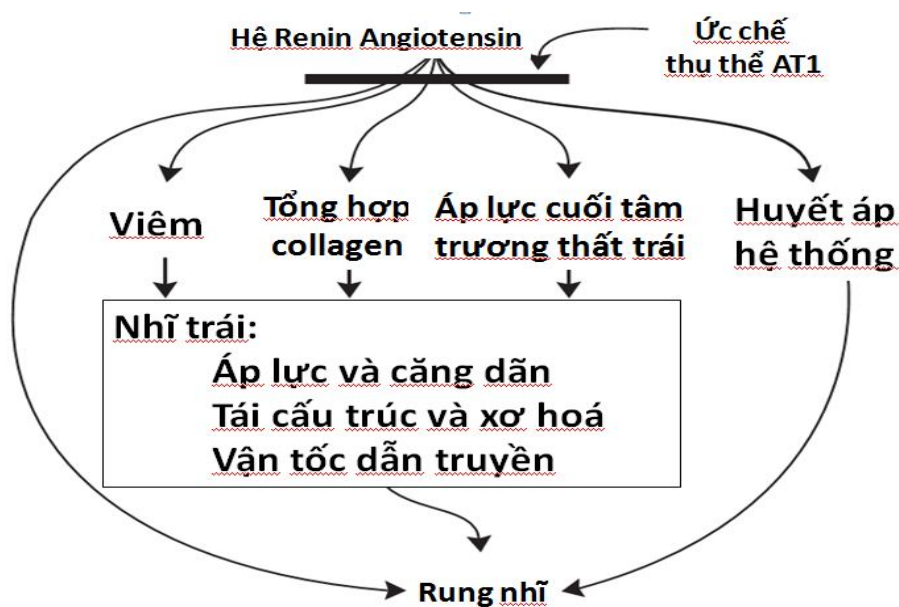 Hệ Renin Angiotensin
Ức chế
thụ thể AT1
Viêm
Tổng hợp
collagen
Áp lực cuối tâm
trương thất trái
Huyết áp
hệ thống
Nhĩ trái:
Áp lực và căng dãn
Tái cấu trúc và xơ hoá
Vận tốc dẫn truyền
Rung nhĩ